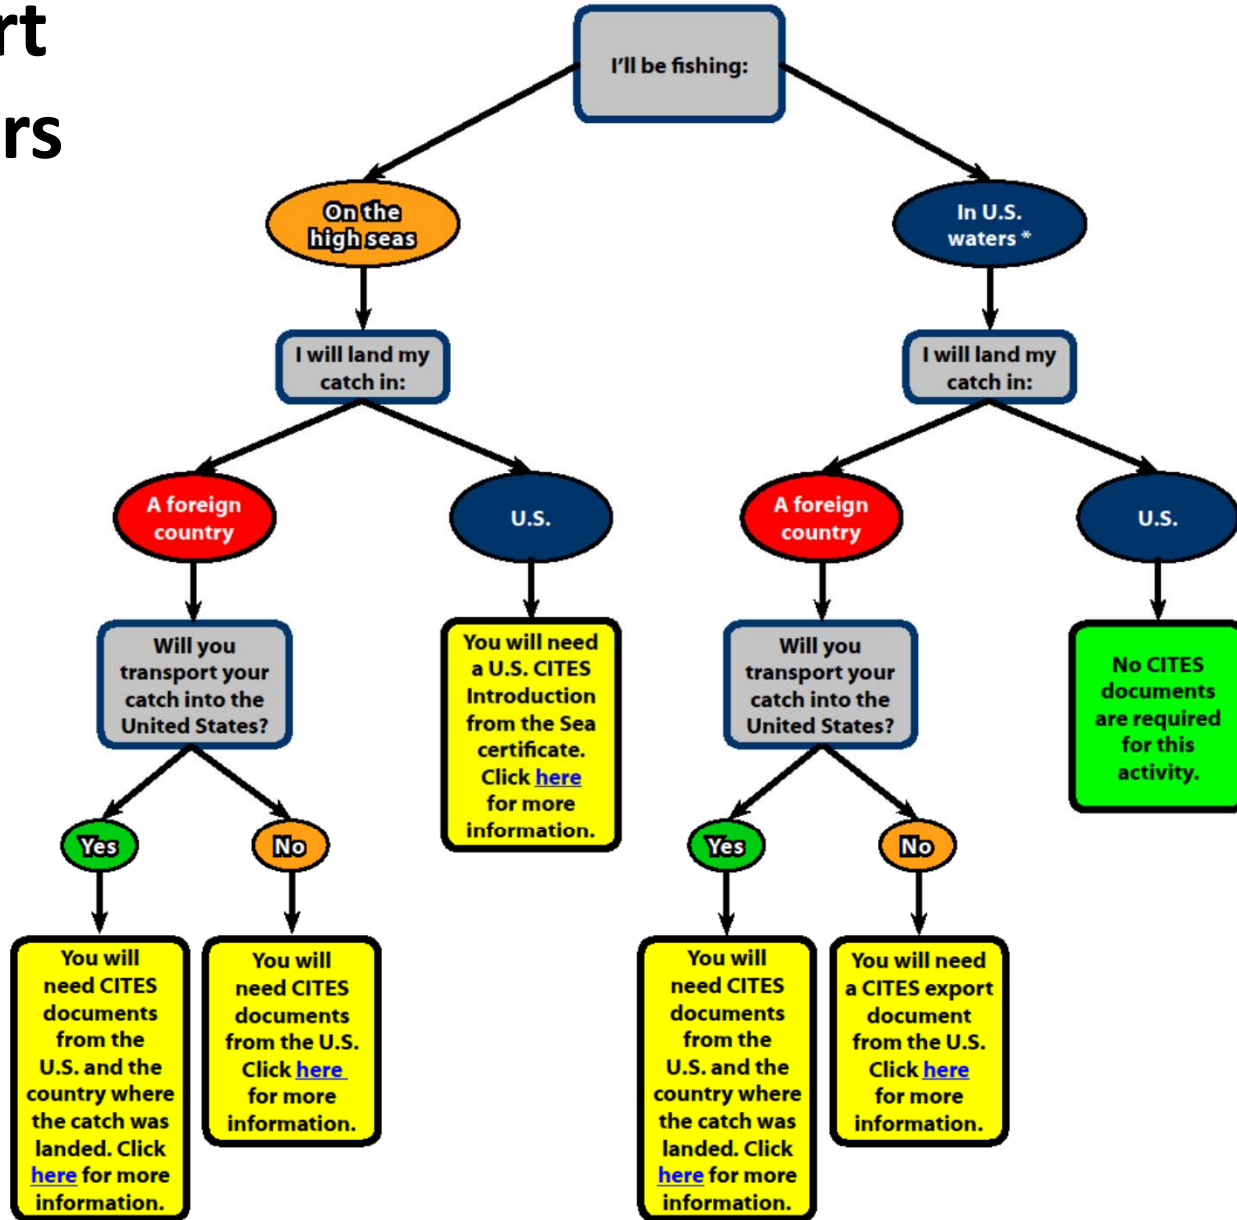 rt
rs
I'll be fishing:
On the
high seas
In U.S.
waters *
I will land my
catch in:
I will land my
catch in:
A foreign
country
U.S.
A foreign
country
U.S.
Will you
transport your
catch into the
United States?
You will need
a U.S. CITES
Introduction
from the Sea
certificate.
Click here
for more
information.
Will you
transport your
catch into the
United States?
No CITES
documents
are required
for this
activity.
Yes
No
Yes
No
You will
need CITES
documents
from the
U.S. and the
country where
the catch was
landed. Click
here for more
information.
You will
need CITES
documents
from the U.S.
Click here
for more
information.
You will
need CITES
documents
from the
U.S. and the
country where
the catch was
landed. Click
here for more
information.
You will need
a CITES export
document
from the U.S.
Click here
for more
information.